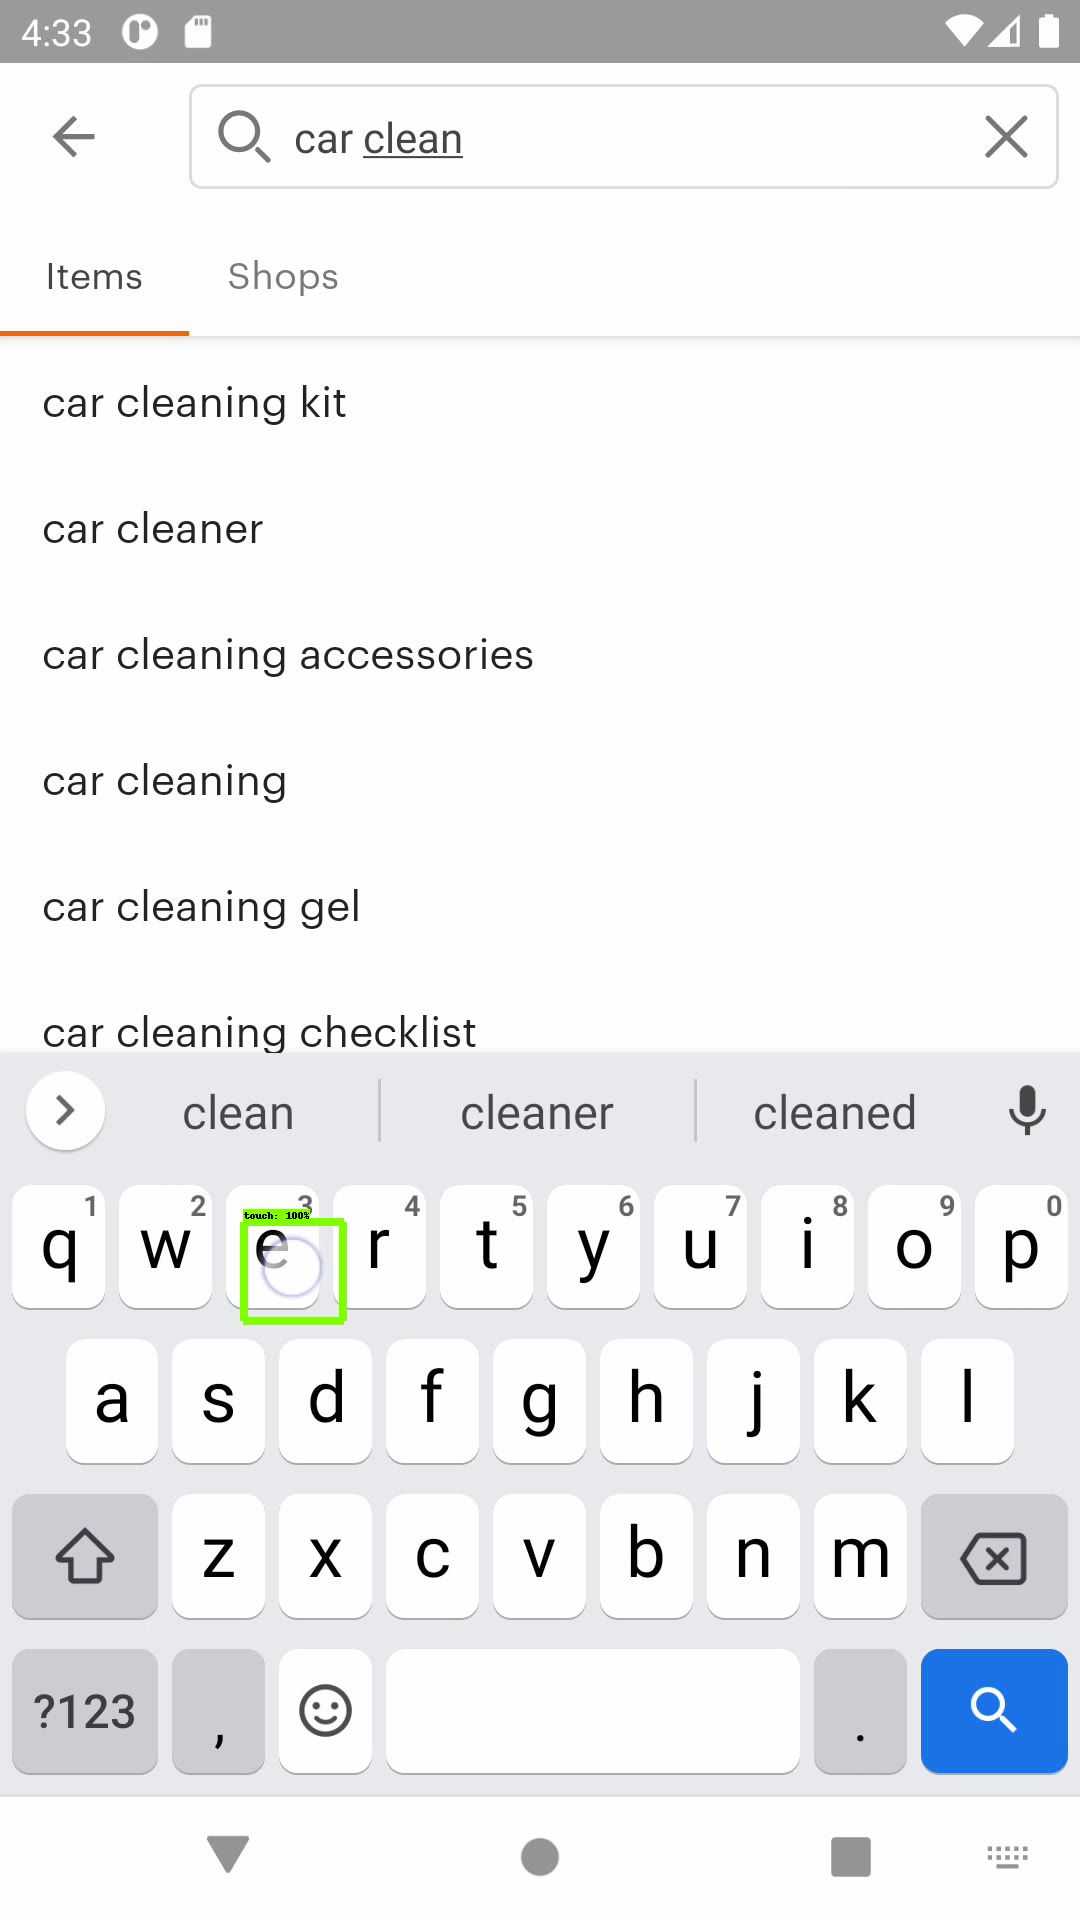 4:33
car clean
Items Shops
car cleaning kit
car cleaner
car cleaning accessories
car cleaning
car cleaning gel
car cleaning checklist
clean cleaner cleaned
1 2 3 4 5 6 7 8 9 0
touch: 100%
q w e r t y u i o p
a s d f g h j k l
z x c v b n m
?123 , .